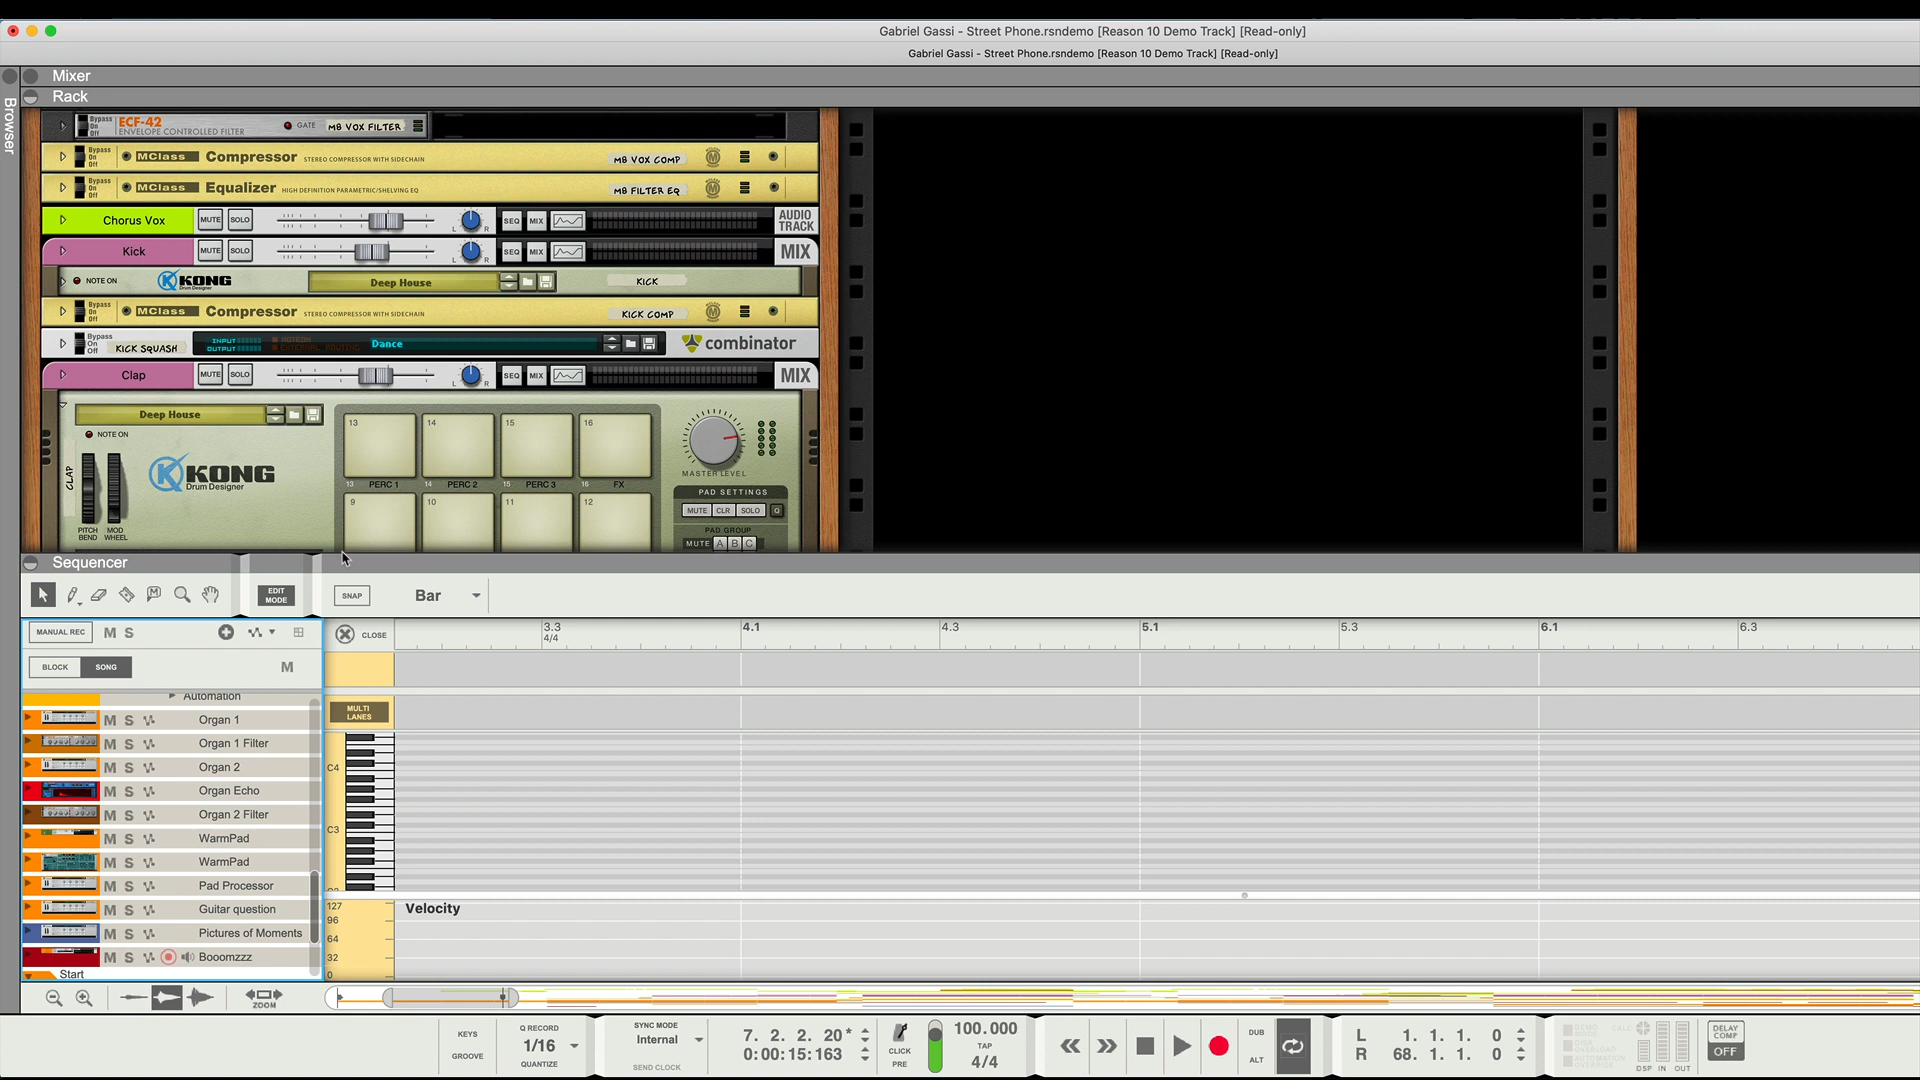 Gabriel Gassi - Street Phone.rsndemo [Reason 10 Demo Track] [Read-only]
Gabriel Gassi - Street Phone.rsndemo [Reason 10 Demo Track] [Read-only]
Browser
Mixer
Rack
Bypass
On
Off
ECF-42
ENVELOPE CONTROLLED FILTER
GATE
MB VOX FILTER
Bypass
On
Off
MClass Compressor STEREO COMPRESSOR WITH SIDECHAIN
MB VOX COMP
Bypass
On
Off
MClass Equalizer HIGH DEFINITION PARAMETRIC/SHELVING EQ
MB FILTER EQ
Chorus Vox MUTE SOLO L R SEQ MIX
AUDIO
TRACK
Kick MUTE SOLO L R SEQ MIX MIX
NOTE ON KONG Deep House KICK
Drum Designer
Bypass
On
Off
MClass Compressor STEREO COMPRESSOR WITH SIDECHAIN
KICK COMP
Bypass
On
Off
KICK SQUASH
INPUT
OUTPUT
Dance
combinator
Clap MUTE SOLO L R SEQ MIX MIX
Deep House
NOTE ON
CLAP
KONG
Drum Designer
PITCH
BEND
MOD
WHEEL
13 14 15 16
13 PERC 1 14 PERC 2 15 PERC 3 16 FX
9 10 11 12
MASTER LEVEL
PAD SETTINGS
MUTE CLR SOLO Q
PAD GROUP
MUTE A B C
Sequencer
EDIT
MODE
SNAP
Bar
MANUAL REC M S
CLOSE
3.3
4/4
4.1
4.3
5.1
5.3
6.1
6.3
BLOCK SONG M
MULTI
LANES
Automation
M S Organ 1
M S Organ 1 Filter
M S Organ 2
M S Organ Echo
M S Organ 2 Filter
M S WarmPad
M S WarmPad
M S Pad Processor
M S Guitar question
M S Pictures of Moments
M S Booomzzz
Start
C4
C3
127
96
64
32
0
Velocity
ZOOM
KEYS
GROOVE
Q RECORD
1/16
QUANTIZE
SYNC MODE
Internal
SEND CLOCK
7. 2. 2. 20*
0:00:15:163
CLICK
PRE
100.000
TAP
4/4
DUB
ALT
L 1. 1. 1. 0
R 68. 1. 1. 0
CALC
DSP IN OUT
DELAY
COMP
OFF